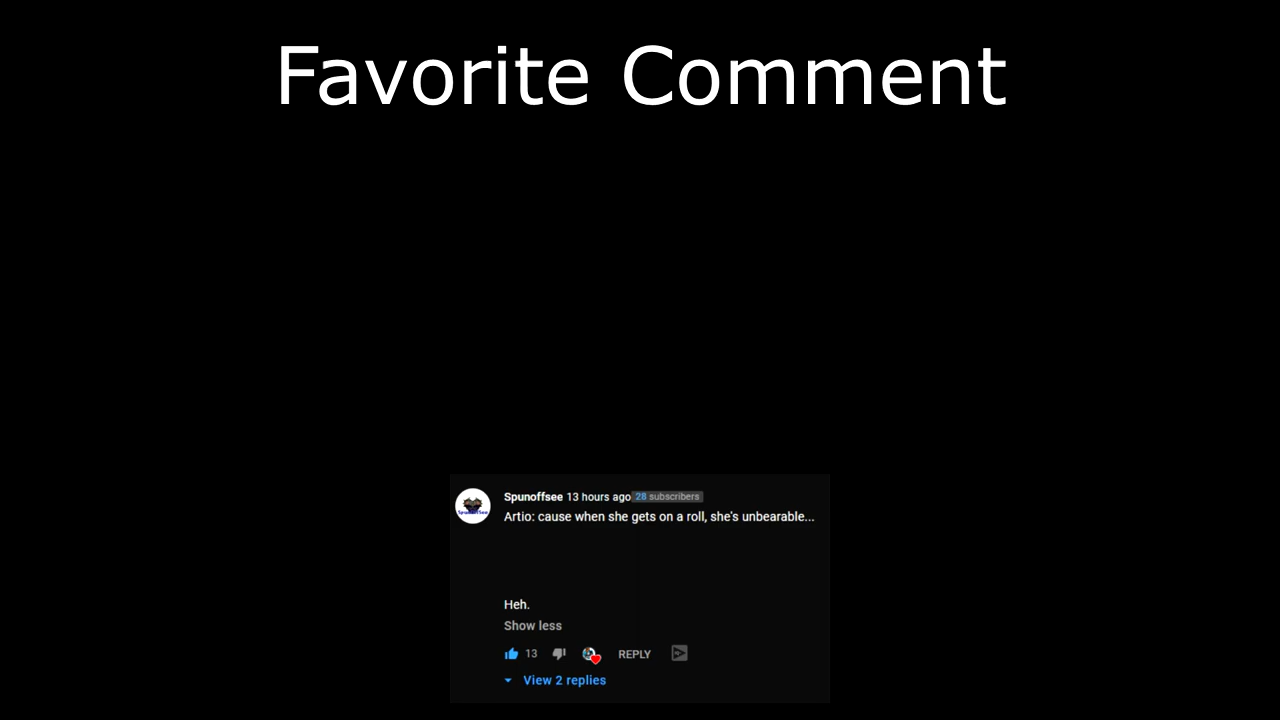 Favorite Comment
Spunoffsee 13 hours ago 28 subscribers
Artio: cause when she gets on a roll, she's unbearable...
Heh.
Show less
13 REPLY
View 2 replies